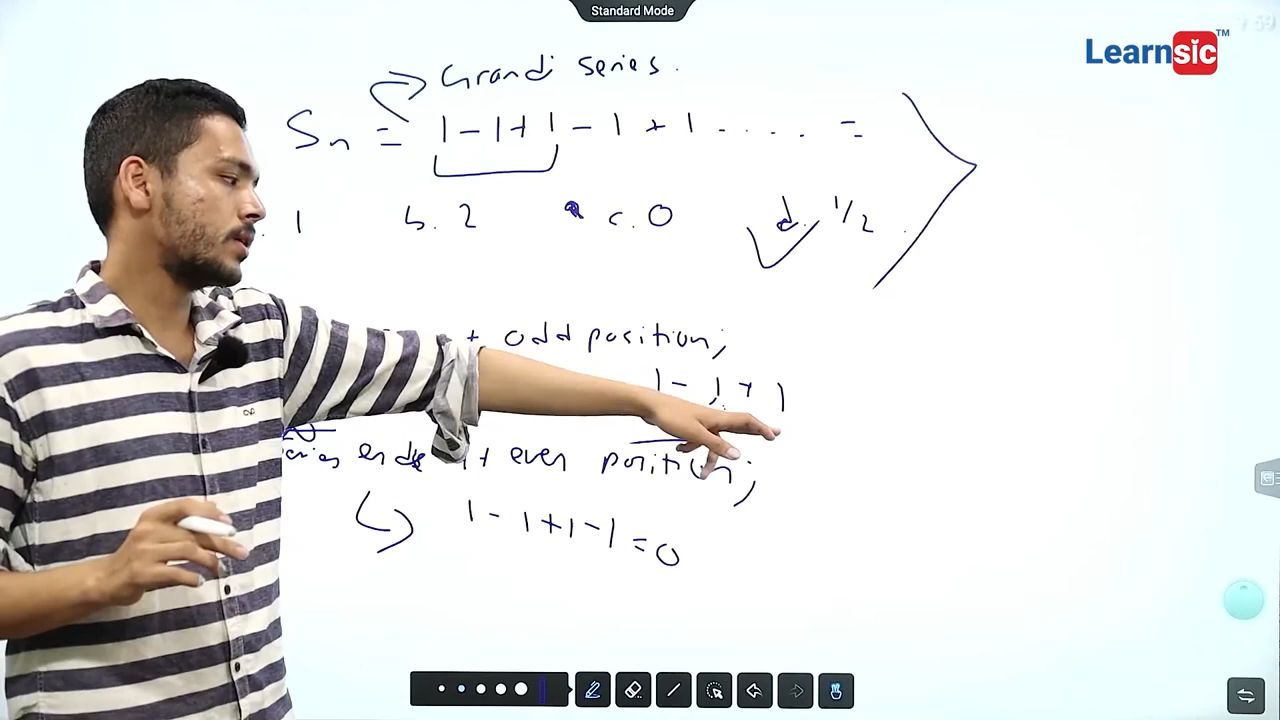 Standard Mode
Learnsic™
Grandi series.
Sn = 1 - 1 + 1 - 1 + 1 ..... =
1 b. 2 c. 0 d. 1/2
odd position;
1 - 1 + 1
ends even position;
1 - 1 + 1 - 1 = 0